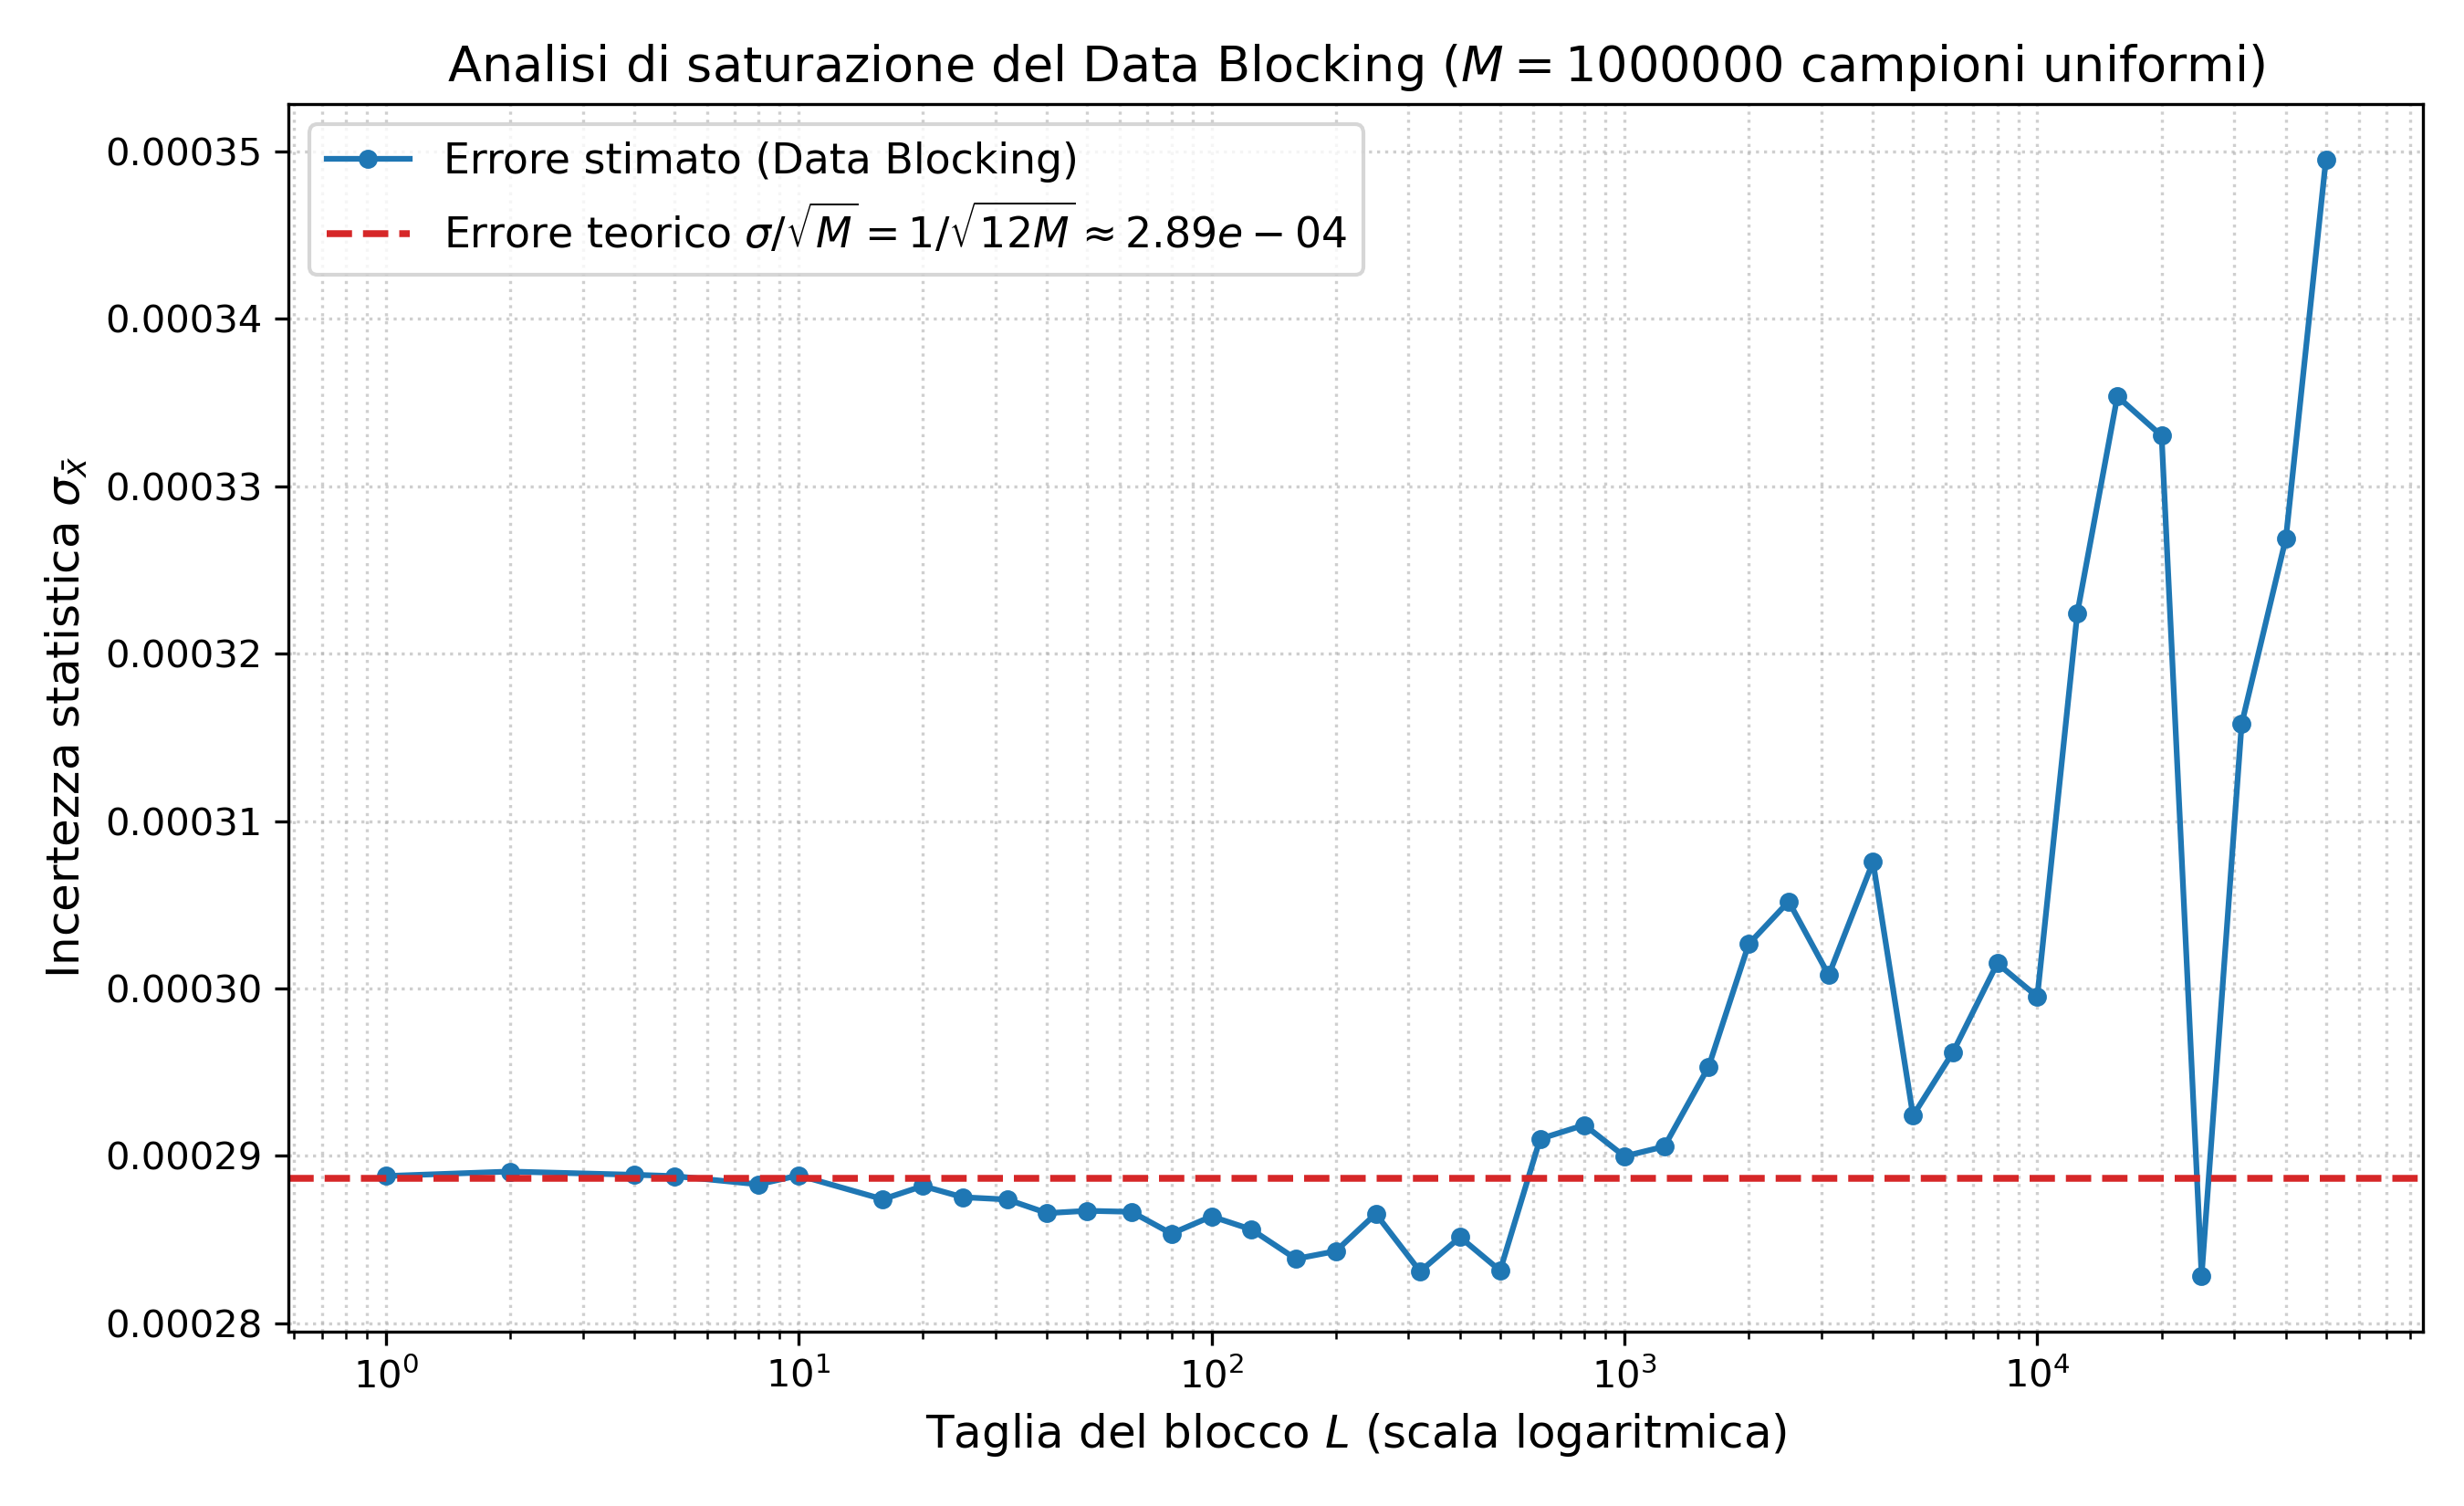 Analisi di saturazione del Data Blocking (M = 1000000 campioni uniformi)
Errore stimato (Data Blocking)
Errore teorico σ/√M = 1/√12M ≈ 2.89e − 04
Incertezza statistica σ_x̄
0.00035
0.00034
0.00033
0.00032
0.00031
0.00030
0.00029
0.00028
10⁰ 10¹ 10² 10³ 10⁴
Taglia del blocco L (scala logaritmica)